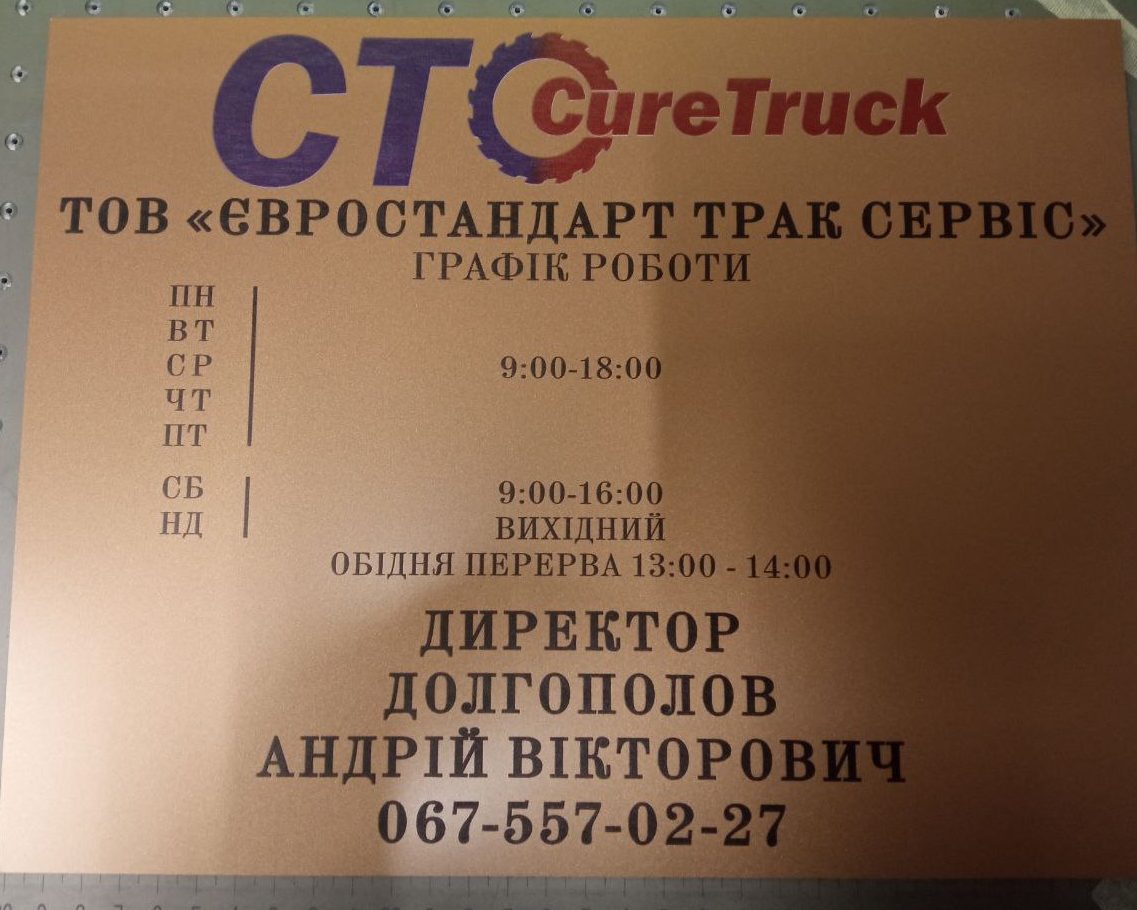 СТО CureTruck
ТОВ «ЄВРОСТАНДАРТ ТРАК СЕРВІС»
ГРАФІК РОБОТИ
ПН
ВТ
СР 9:00-18:00
ЧТ
ПТ
СБ 9:00-16:00
НД ВИХІДНИЙ
ОБІДНЯ ПЕРЕРВА 13:00 - 14:00
ДИРЕКТОР
ДОЛГОПОЛОВ
АНДРІЙ ВІКТОРОВИЧ
067-557-02-27